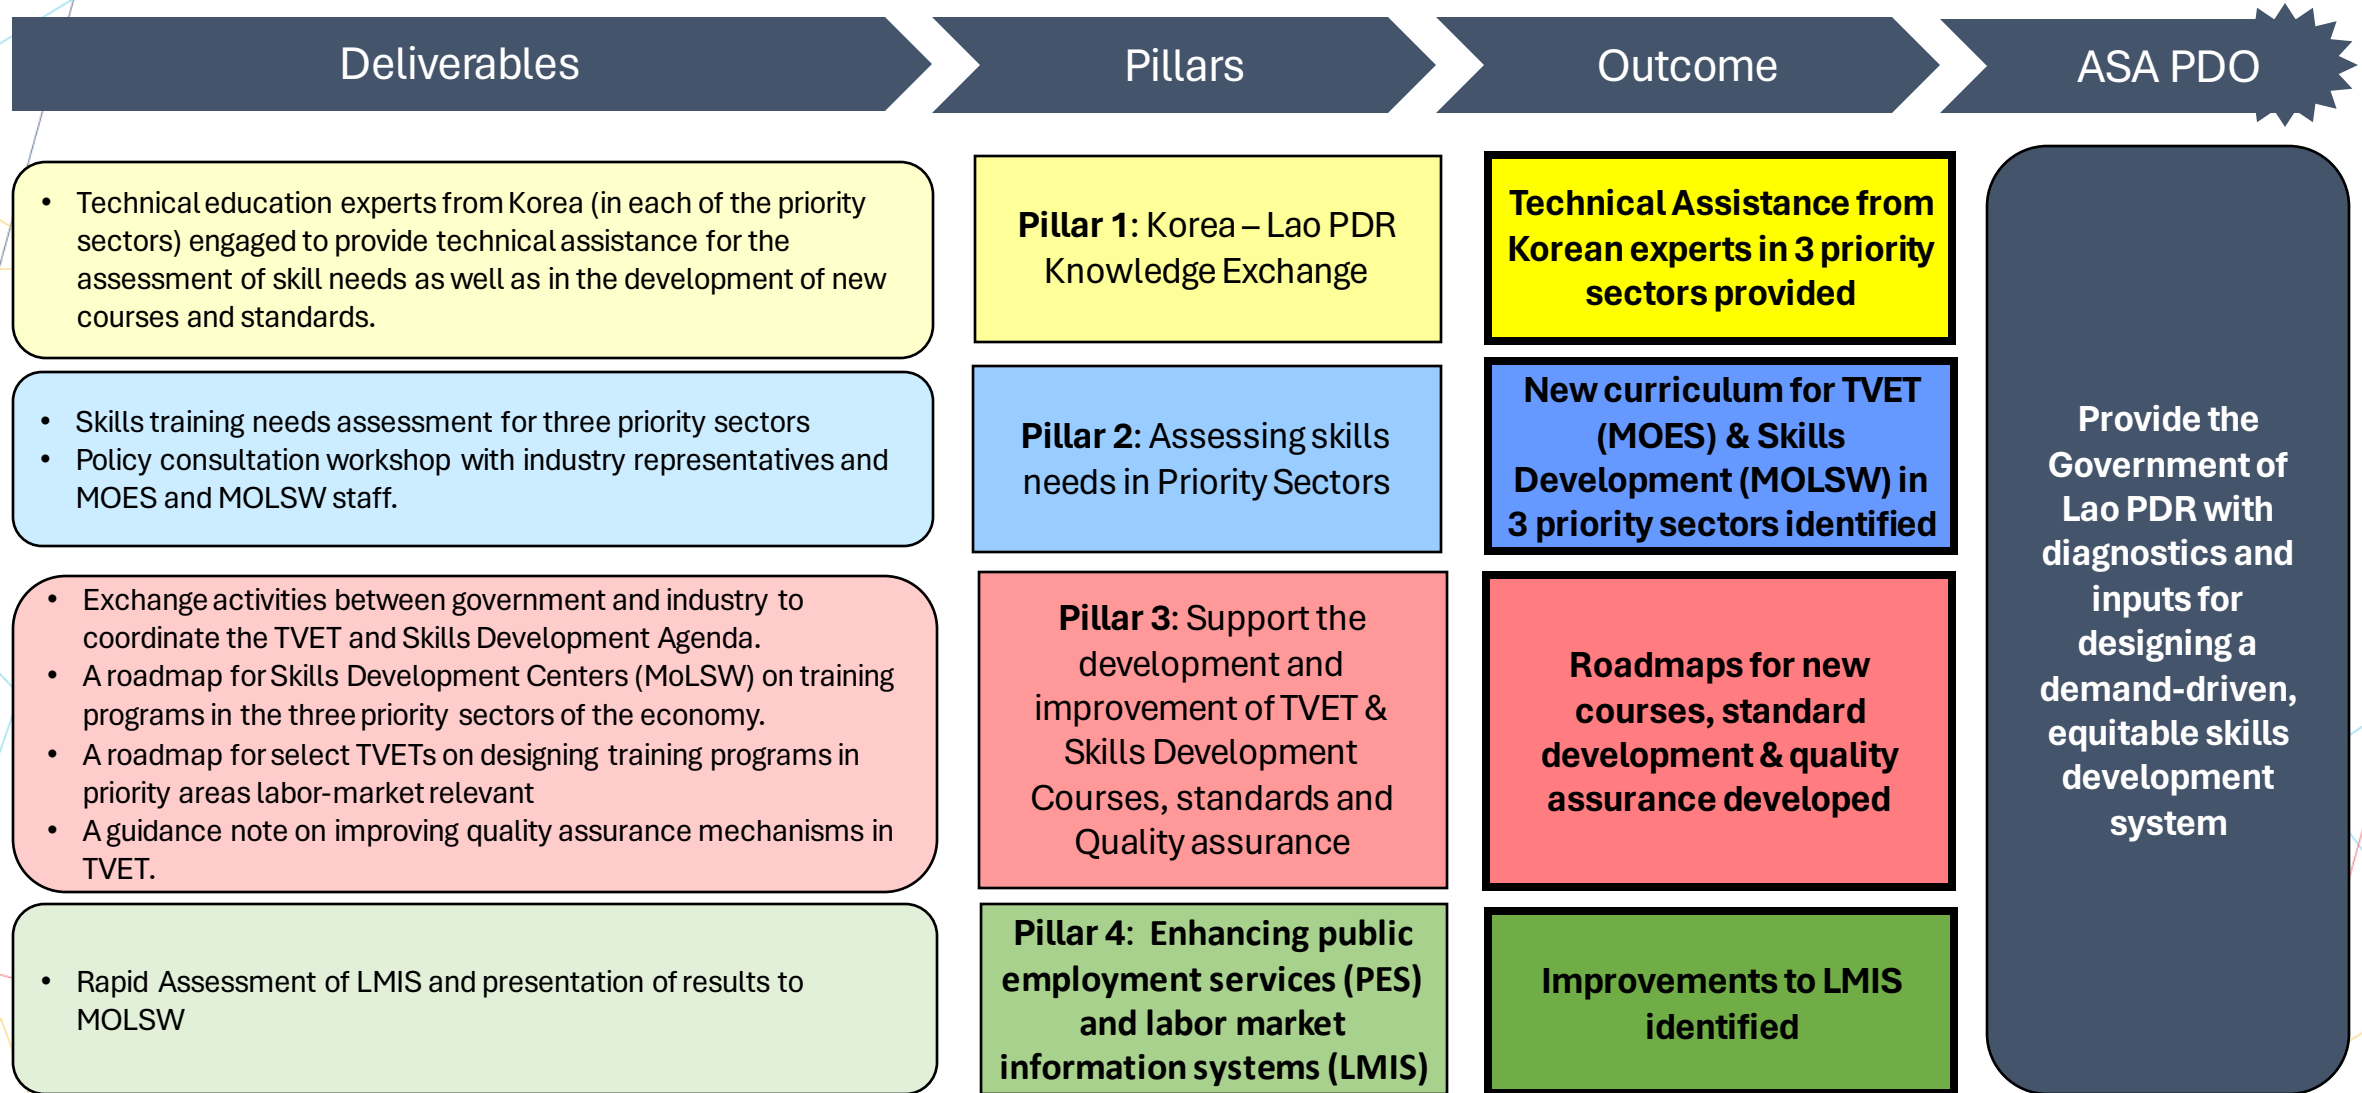 Deliverables
Pillars
Outcome
ASA PDO
• Technical education experts from Korea (in each of the priority
sectors) engaged to provide technical assistance for the
assessment of skill needs as well as in the development of new
courses and standards.
Pillar 1: Korea – Lao PDR
Knowledge Exchange
Technical Assistance from
Korean experts in 3 priority
sectors provided
• Skills training needs assessment for three priority sectors
• Policy consultation workshop with industry representatives and
MOES and MOLSW staff.
Pillar 2: Assessing skills
needs in Priority Sectors
New curriculum for TVET
(MOES) & Skills
Development (MOLSW) in
3 priority sectors identified
• Exchange activities between government and industry to
coordinate the TVET and Skills Development Agenda.
• A roadmap for Skills Development Centers (MoLSW) on training
programs in the three priority sectors of the economy.
• A roadmap for select TVETs on designing training programs in
priority areas labor-market relevant
• A guidance note on improving quality assurance mechanisms in
TVET.
Pillar 3: Support the
development and
improvement of TVET &
Skills Development
Courses, standards and
Quality assurance
Roadmaps for new
courses, standard
development & quality
assurance developed
• Rapid Assessment of LMIS and presentation of results to
MOLSW
Pillar 4: Enhancing public
employment services (PES)
and labor market
information systems (LMIS)
Improvements to LMIS
identified
Provide the
Government of
Lao PDR with
diagnostics and
inputs for
designing a
demand-driven,
equitable skills
development
system